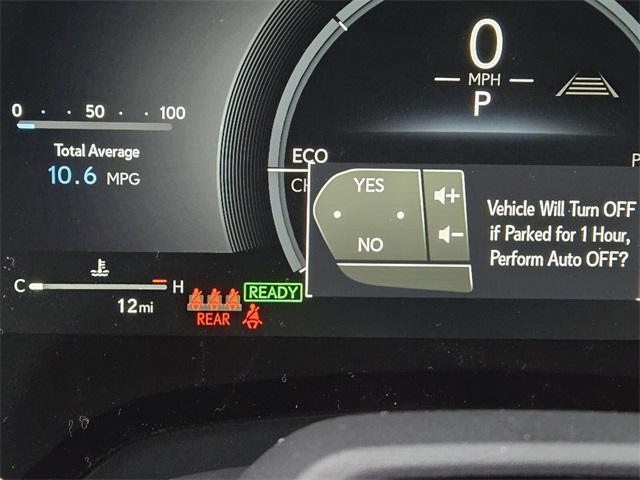 0 50 100
Total Average
10.6 MPG
0
MPH
P
ECO
YES
NO
Vehicle Will Turn OFF
if Parked for 1 Hour,
Perform Auto OFF?
C H
12mi
READY
REAR